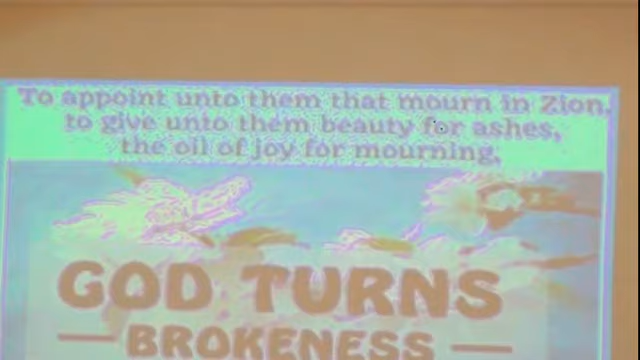 To appoint unto them that mourn in Zion,
to give unto them beauty for ashes,
the oil of joy for mourning,
GOD TURNS
BROKENESS